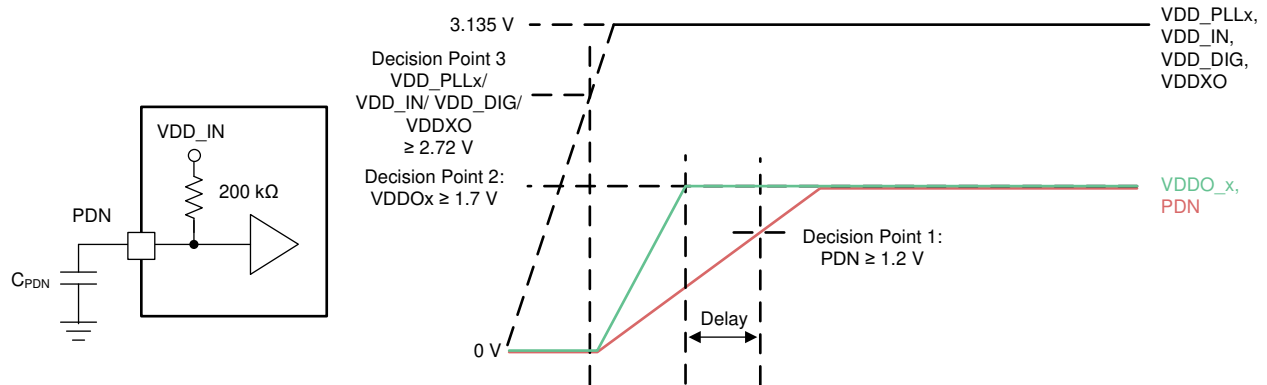 VDD_IN
200 kΩ
PDN
CPDN
3.135 V
Decision Point 3
VDD_PLLx/
VDD_IN/ VDD_DIG/
VDDXO
≥ 2.72 V
Decision Point 2:
VDDOx ≥ 1.7 V
0 V
Decision Point 1:
PDN ≥ 1.2 V
Delay
VDD_PLLx,
VDD_IN,
VDD_DIG,
VDDXO
VDDO_x,
PDN